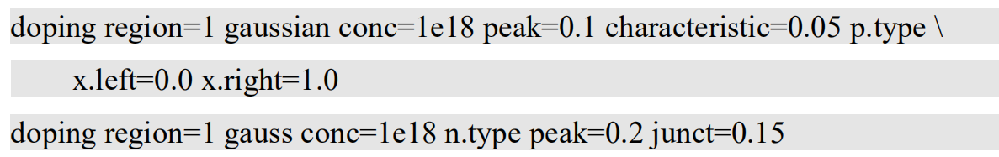 doping region=1 gaussian conc=1e18 peak=0.1 characteristic=0.05 p.type \
x.left=0.0 x.right=1.0
doping region=1 gauss conc=1e18 n.type peak=0.2 junct=0.15